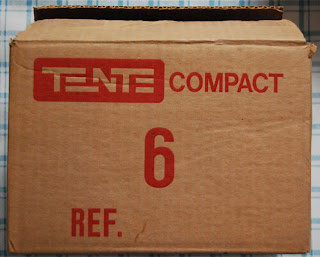 TENTE COMPACT
6
REF.